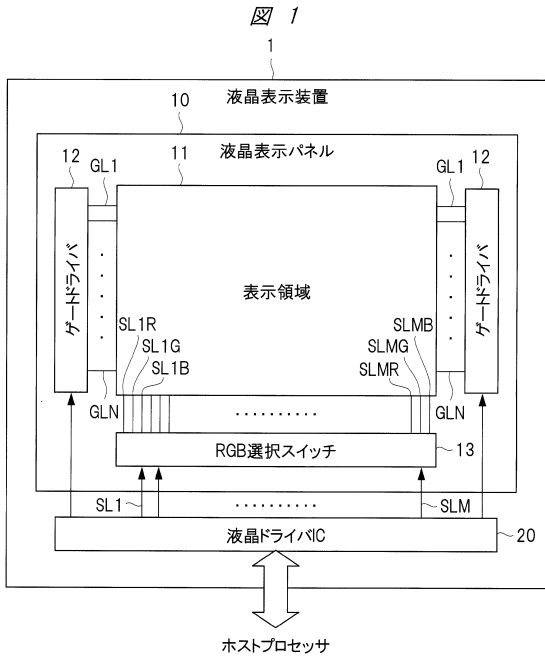 図 1
1
液晶表示装置
10
液晶表示パネル
12
GL1
11
GL1
12
ゲートドライバ
表示領域
ゲートドライバ
SL1R
SL1G
SL1B
SLMB
SLMG
SLMR
GLN
GLN
RGB選択スイッチ
13
SL1
SLM
液晶ドライバIC
20
ホストプロセッサ